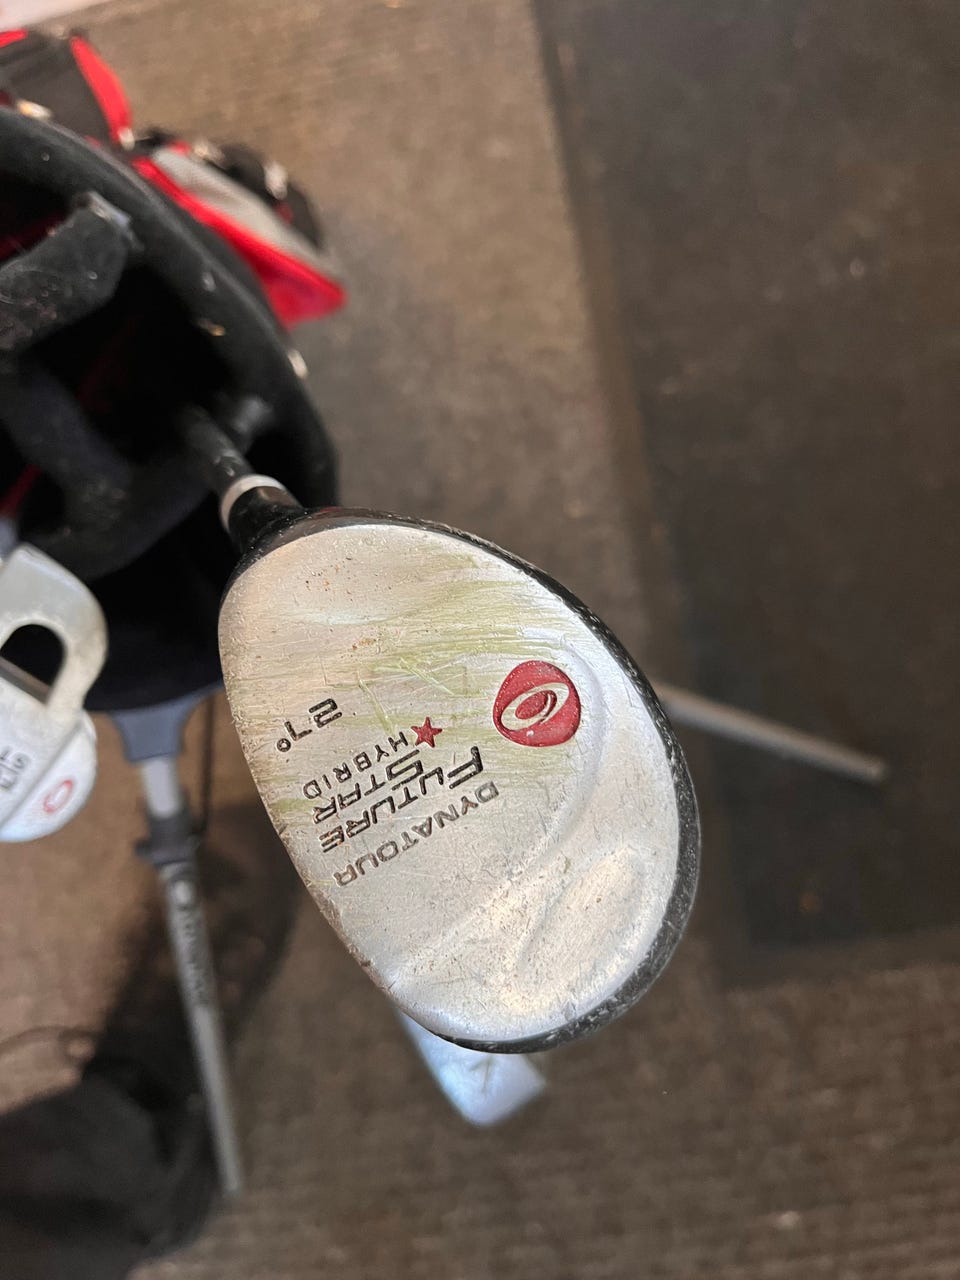 DYNATOUR
FUTURE
STAR
HYBRID
27°